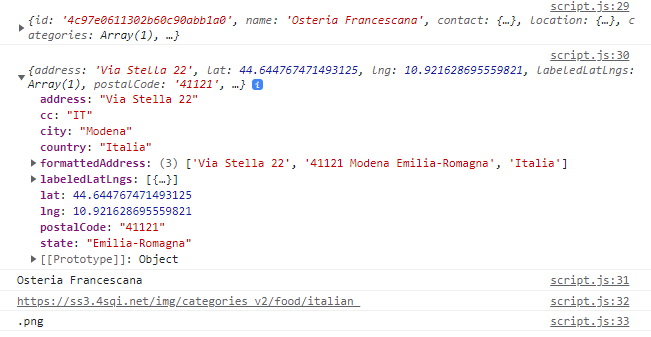 script.js:29
{id: '4c97e0611302b60c90abb1a0', name: 'Osteria Francescana', contact: {…}, location: {…}, c
ategories: Array(1), …}
script.js:30
{address: 'Via Stella 22', lat: 44.644767471493125, lng: 10.921628695559821, labeledLatLngs:
Array(1), postalCode: '41121', …} i
address: "Via Stella 22"
cc: "IT"
city: "Modena"
country: "Italia"
formattedAddress: (3) ['Via Stella 22', '41121 Modena Emilia-Romagna', 'Italia']
labeledLatLngs: [{…}]
lat: 44.644767471493125
lng: 10.921628695559821
postalCode: "41121"
state: "Emilia-Romagna"
[[Prototype]]: Object
Osteria Francescana script.js:31
https://ss3.4sqi.net/img/categories_v2/food/italian_ script.js:32
.png script.js:33